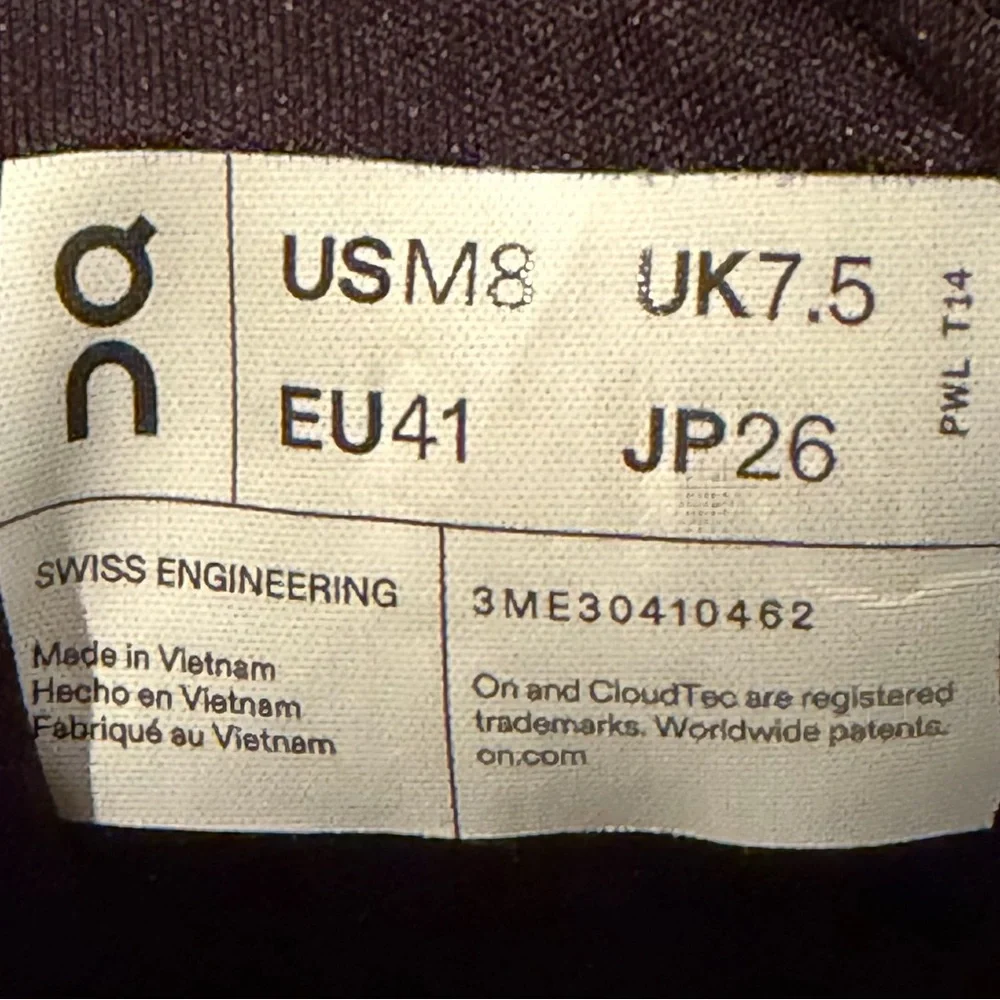 on
USM8 UK7.5
EU41 JP26
PWL T14
SWISS ENGINEERING
Made in Vietnam
Hecho en Vietnam
Fabriqué au Vietnam
3ME30410462
On and CloudTec are registered
trademarks. Worldwide patents.
on.com